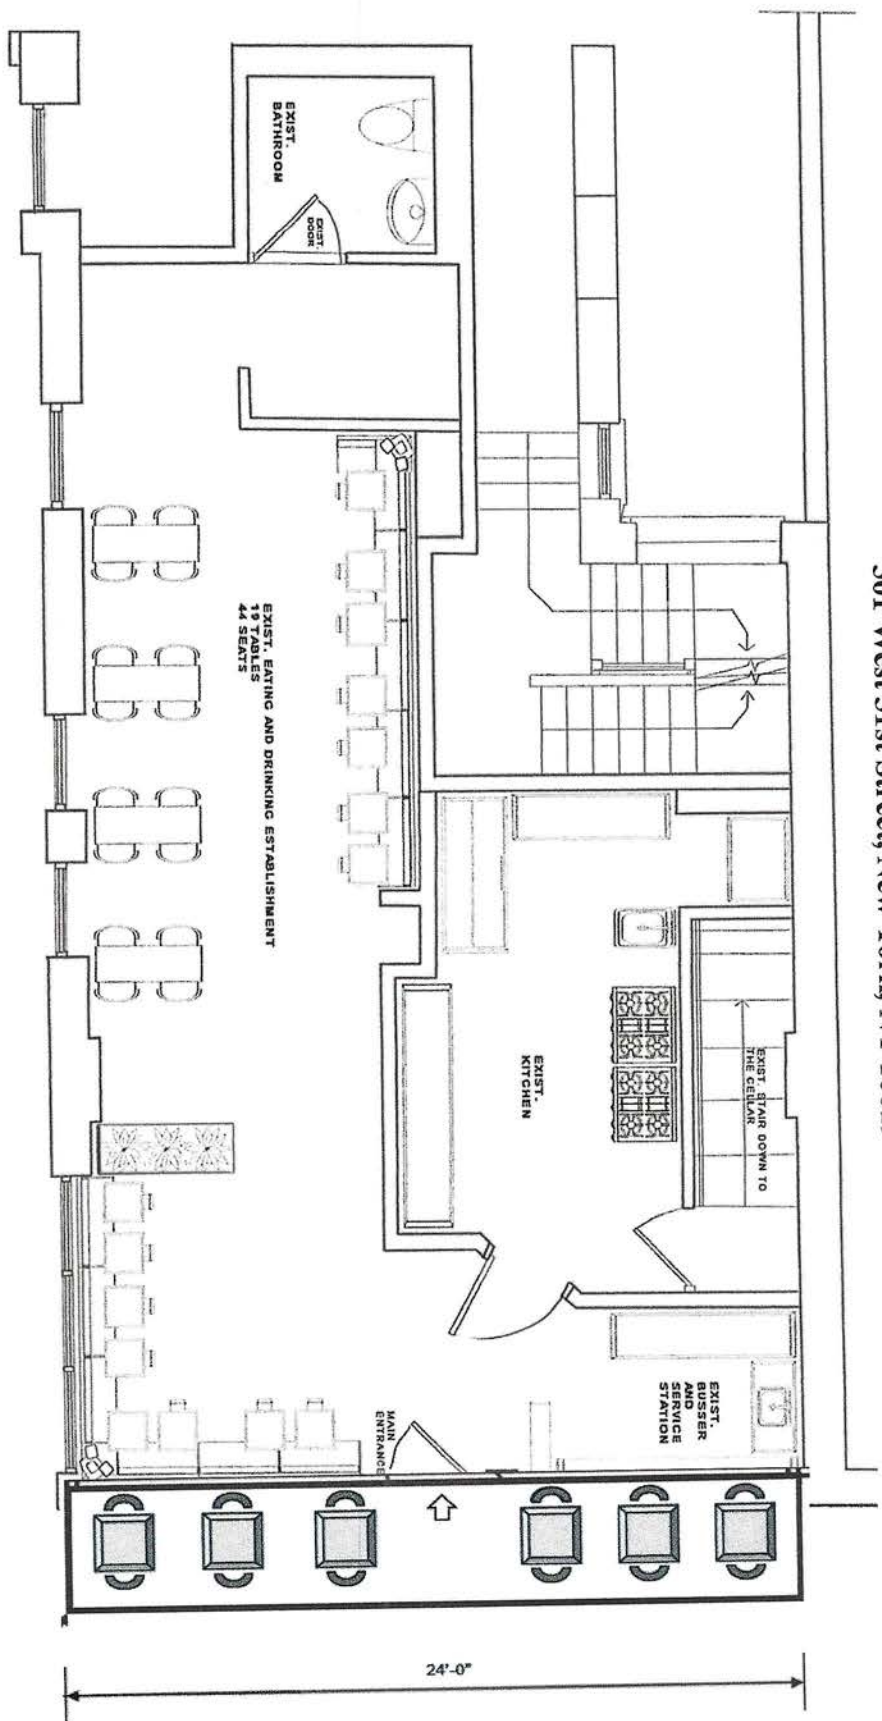 EXIST.
BATHROOM
EXIST.
DOOR
EXIST. EATING AND DRINKING ESTABLISHMENT
19 TABLES
44 SEATS
EXIST.
KITCHEN
EXIST. STAIR DOWN TO
THE CELLAR
EXIST.
BUSSER
AND
SERVICE
STATION
MAIN
ENTRANCE
24'-0"